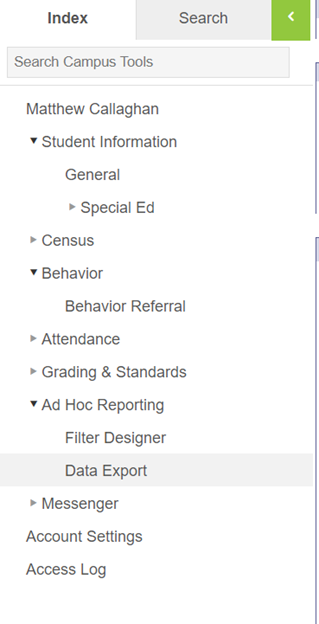 Index Search
Search Campus Tools
Matthew Callaghan
Student Information
General
Special Ed
Census
Behavior
Behavior Referral
Attendance
Grading & Standards
Ad Hoc Reporting
Filter Designer
Data Export
Messenger
Account Settings
Access Log